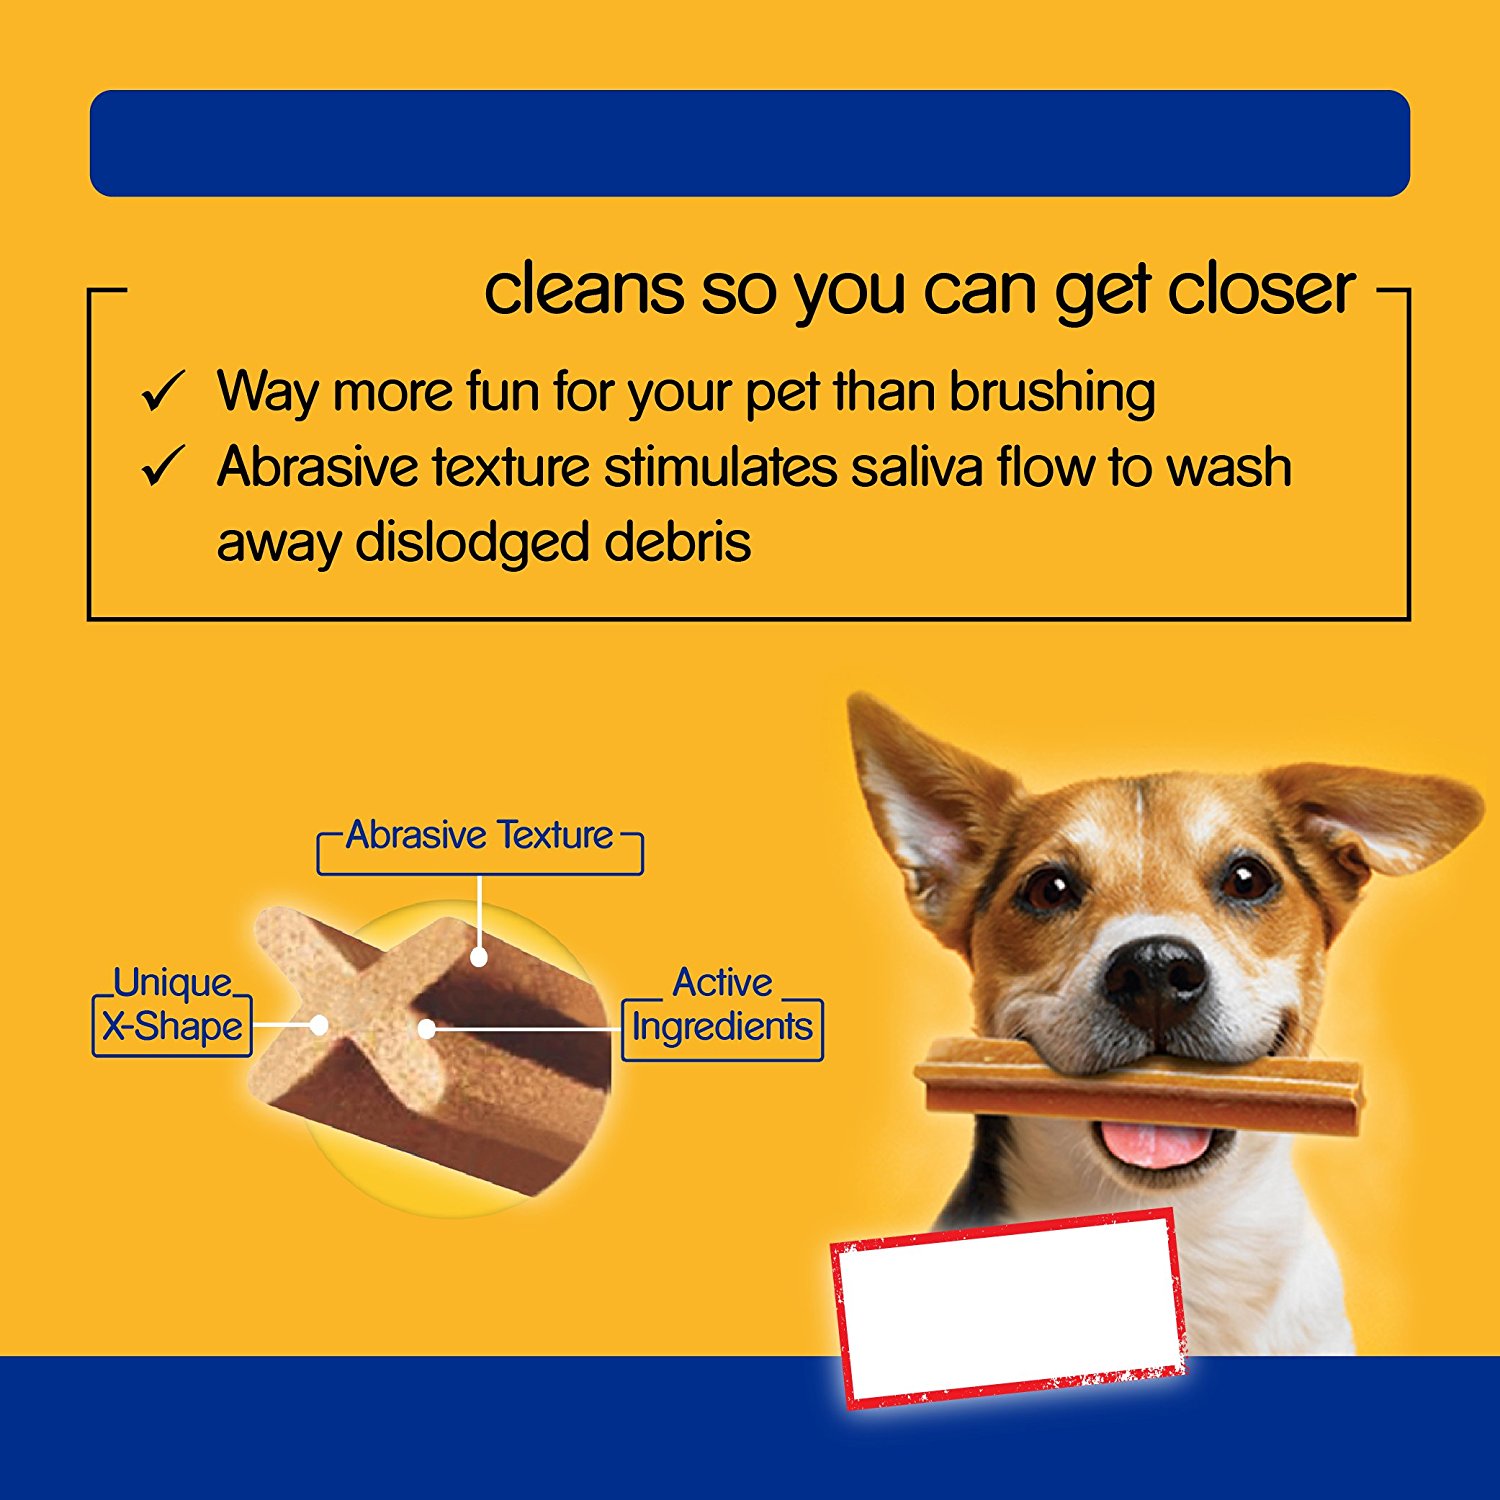 cleans so you can get closer
✓ Way more fun for your pet than brushing
✓ Abrasive texture stimulates saliva flow to wash
away dislodged debris
Abrasive Texture
Unique
X-Shape
Active
Ingredients